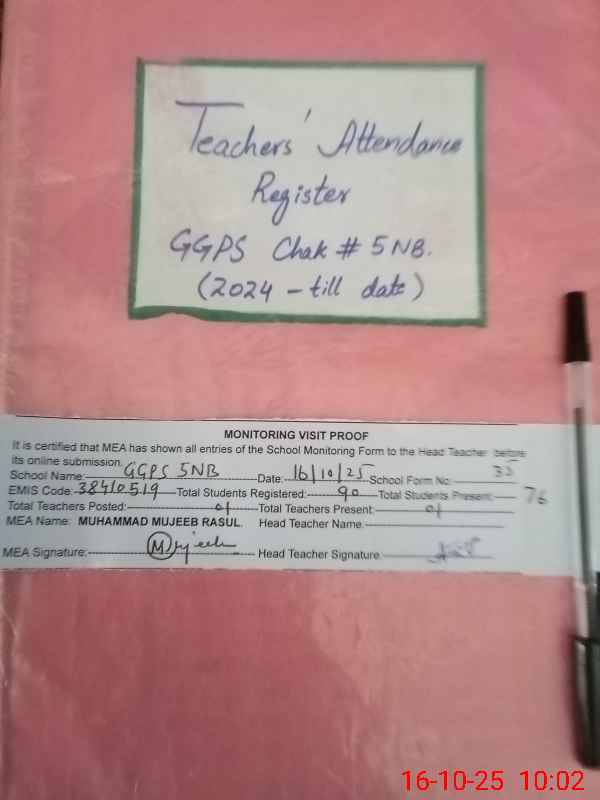 Teachers' Attendance
Register
GGPS Chak # 5NB.
(2024 - till date)
MONITORING VISIT PROOF
It is certified that MEA has shown all entries of the School Monitoring Form to the Head Teacher before
its online submission.
School Name: GGPS 5NB Date: 16/10/25 School Form No: 35
EMIS Code: 38410519 Total Students Registered: 90 Total Students Present: 76
Total Teachers Posted: 01 Total Teachers Present: 01
MEA Name: MUHAMMAD MUJEEB RASUL. Head Teacher Name:
MEA Signature: Mujeeb Head Teacher Signature:
16-10-25 10:02